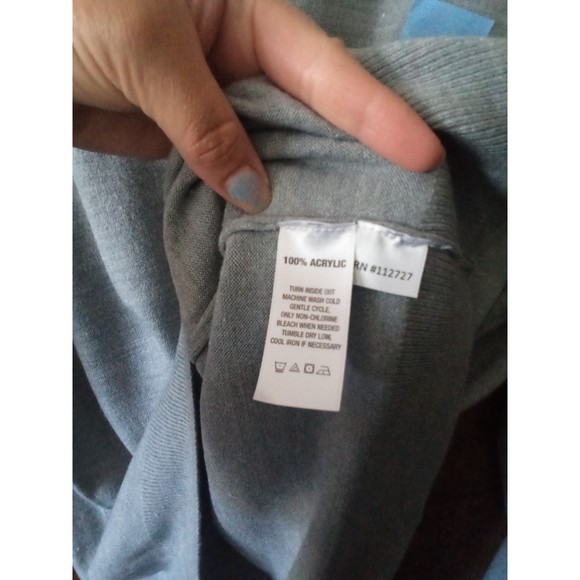 100% ACRYLIC
TURN INSIDE OUT
MACHINE WASH COLD
GENTLE CYCLE,
ONLY NON-CHLORINE
BLEACH WHEN NEEDED
TUMBLE DRY LOW,
COOL IRON IF NECESSARY
RN #112727